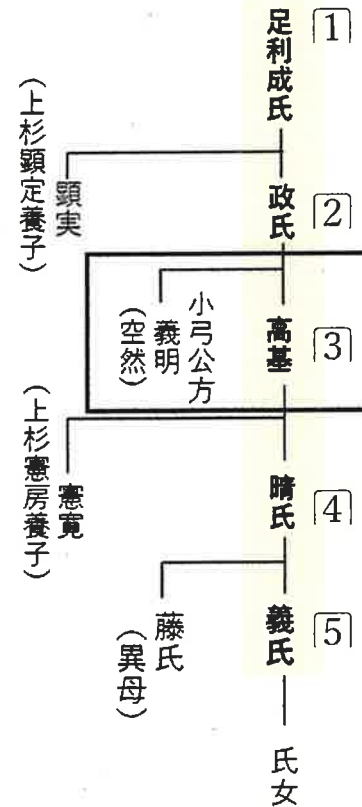 1
足利成氏
2
政氏
顕実
(上杉顕定養子)
3
高基
小弓公方
義明
(空然)
4
晴氏
憲寛
(上杉憲房養子)
5
義氏
藤氏
(異母)
氏女